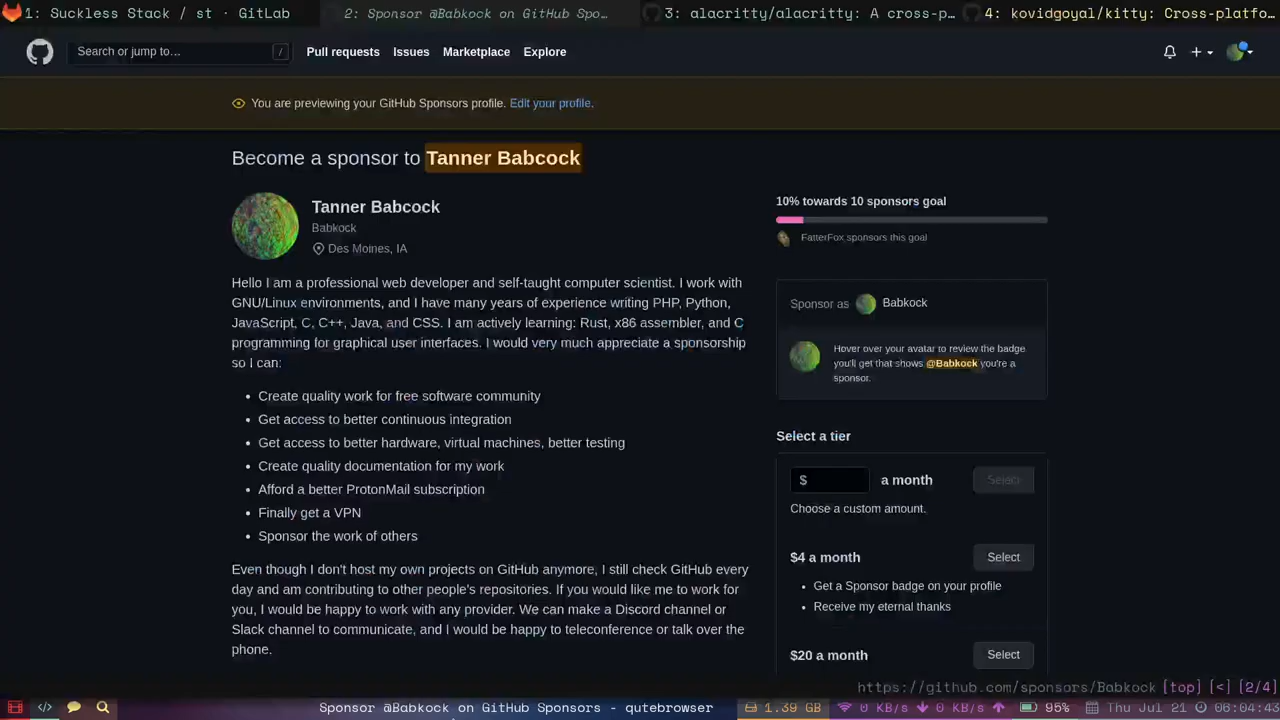 1: Suckless Stack / st · GitLab
2: Sponsor @Babkock on GitHub Spo…
3: alacritty/alacritty: A cross-p…
4: kovidgoyal/kitty: Cross-platfo…
Search or jump to…
/
Pull requests
Issues
Marketplace
Explore
You are previewing your GitHub Sponsors profile. Edit your profile.
Become a sponsor to Tanner Babcock
Tanner Babcock
Babkock
Des Moines, IA
Hello I am a professional web developer and self-taught computer scientist. I work with
GNU/Linux environments, and I have many years of experience writing PHP, Python,
JavaScript, C, C++, Java, and CSS. I am actively learning: Rust, x86 assembler, and C
programming for graphical user interfaces. I would very much appreciate a sponsorship
so I can:
• Create quality work for free software community
• Get access to better continuous integration
• Get access to better hardware, virtual machines, better testing
• Create quality documentation for my work
• Afford a better ProtonMail subscription
• Finally get a VPN
• Sponsor the work of others
Even though I don't host my own projects on GitHub anymore, I still check GitHub every
day and am contributing to other people's repositories. If you would like me to work for
you, I would be happy to work with any provider. We can make a Discord channel or
Slack channel to communicate, and I would be happy to teleconference or talk over the
phone.
10% towards 10 sponsors goal
FatterFox sponsors this goal
Sponsor as Babkock
Hover over your avatar to review the badge
you'll get that shows @Babkock you're a
sponsor.
Select a tier
$ a month Select
Choose a custom amount.
$4 a month Select
• Get a Sponsor badge on your profile
• Receive my eternal thanks
$20 a month Select
https://github.com/sponsors/Babkock [top] [<] [2/4]
Sponsor @Babkock on GitHub Sponsors - qutebrowser
1.39 GB
0 KB/s
0 KB/s
95%
Thu Jul 21
06:04:43